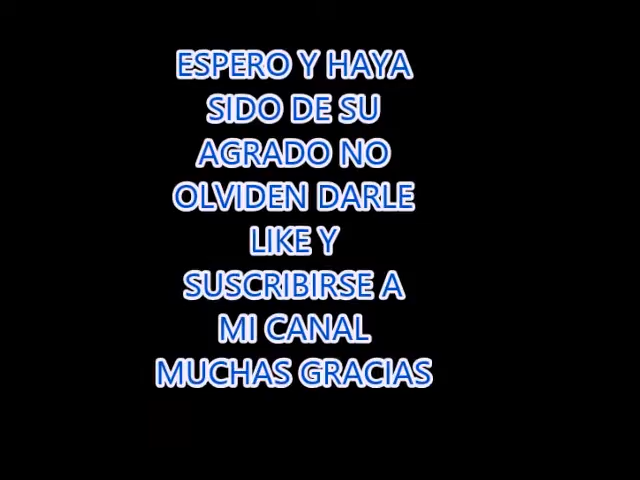 ESPERO Y HAYA
SIDO DE SU
AGRADO NO
OLVIDEN DARLE
LIKE Y
SUSCRIBIRSE A
MI CANAL
MUCHAS GRACIAS